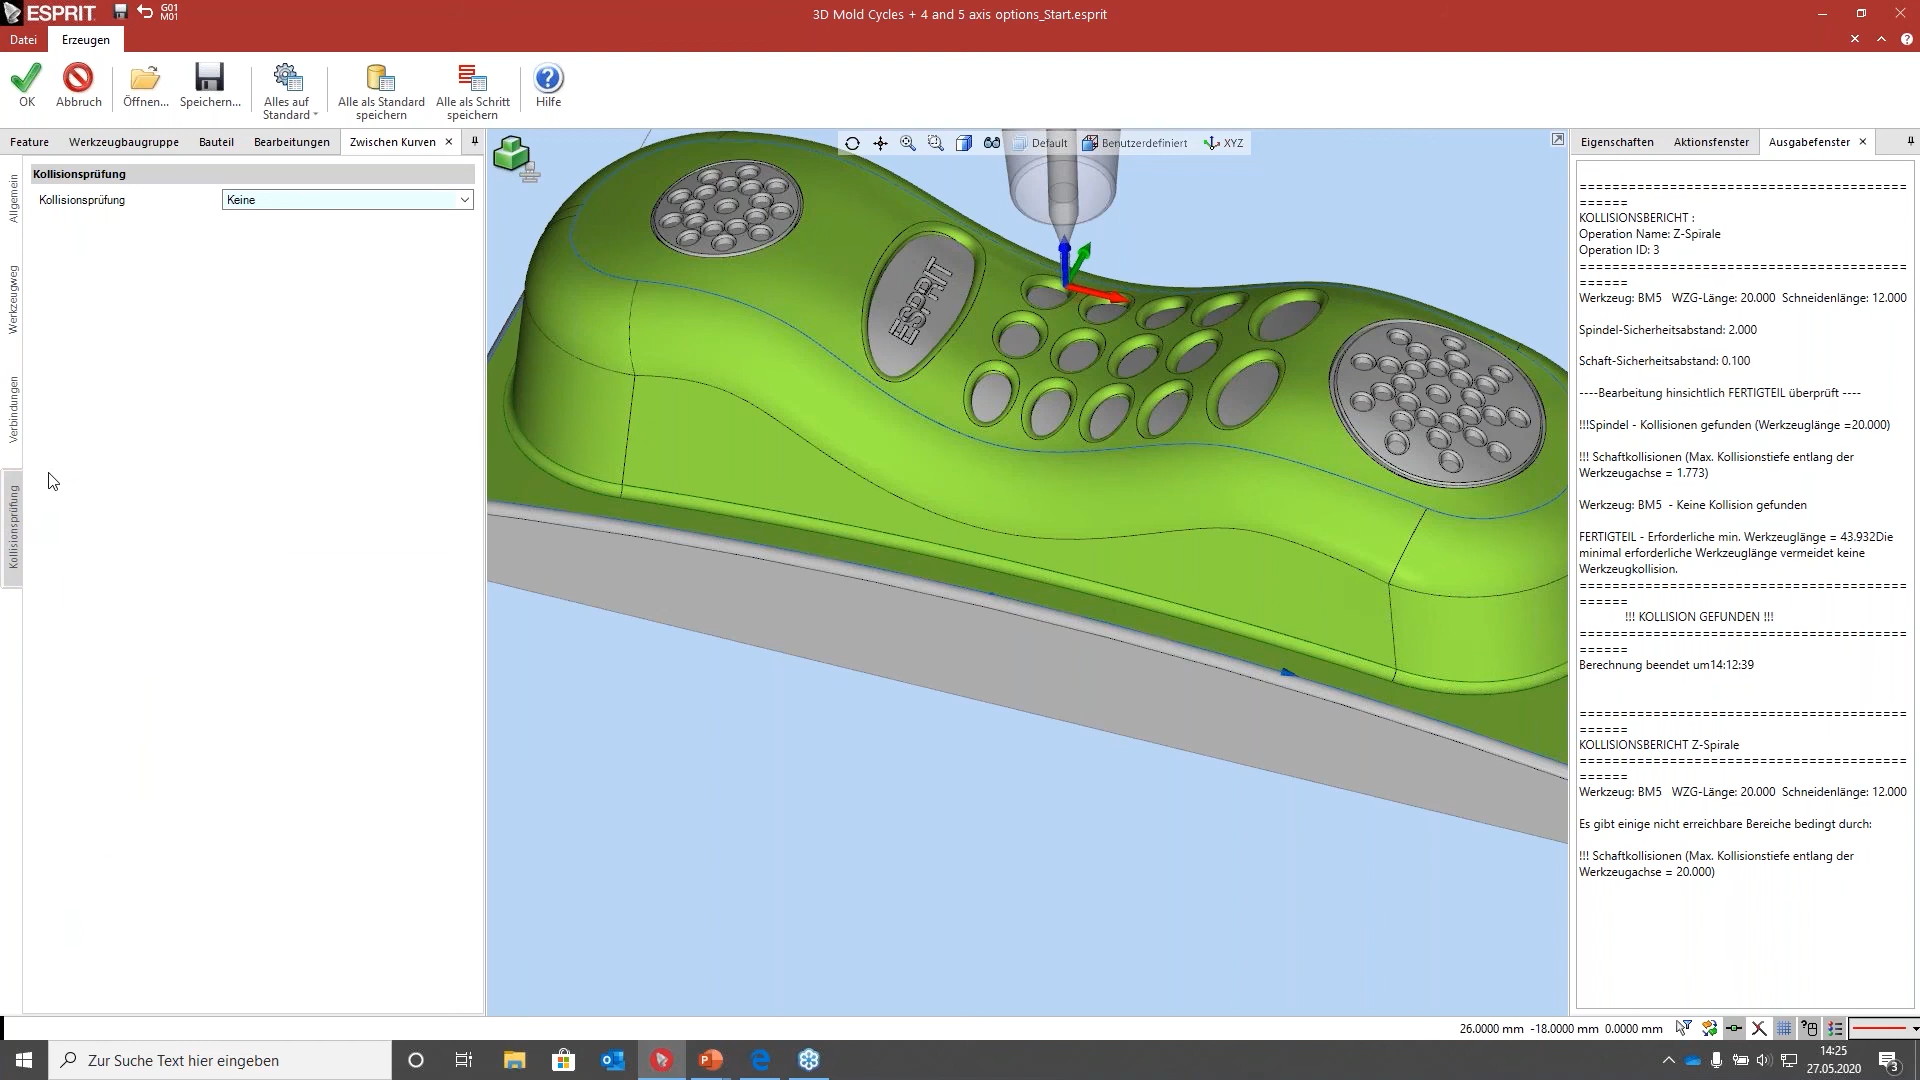 ESPRIT
G01
M01
3D Mold Cycles + 4 and 5 axis options_Start.esprit
Datei
Erzeugen
OK
Abbruch
Öffnen...
Speichern...
Alles auf
Standard
Alle als Standard
speichern
Alle als Schritt
speichern
Hilfe
Feature
Werkzeugbaugruppe
Bauteil
Bearbeitungen
Zwischen Kurven
Default
Benutzerdefiniert
XYZ
Eigenschaften
Aktionsfenster
Ausgabefenster
Allgemein
Werkzeugweg
Verbindungen
Kollisionsprüfung
Kollisionsprüfung
Kollisionsprüfung
Keine
ESPRIT
=======================================
======
KOLLISIONSBERICHT :
Operation Name: Z-Spirale
Operation ID: 3
=======================================
======
Werkzeug: BM5 WZG-Länge: 20.000 Schneidenlänge: 12.000
Spindel-Sicherheitsabstand: 2.000
Schaft-Sicherheitsabstand: 0.100
----Bearbeitung hinsichtlich FERTIGTEIL überprüft ----
!!!Spindel - Kollisionen gefunden (Werkzeuglänge =20.000)
!!! Schaftkollisionen (Max. Kollisionstiefe entlang der
Werkzeugachse = 1.773)
Werkzeug: BM5 - Keine Kollision gefunden
FERTIGTEIL - Erforderliche min. Werkzeuglänge = 43.932Die
minimal erforderliche Werkzeuglänge vermeidet keine
Werkzeugkollision.
=======================================
======
!!! KOLLISION GEFUNDEN !!!
=======================================
======
Berechnung beendet um14:12:39
=======================================
======
KOLLISIONSBERICHT Z-Spirale
=======================================
======
Werkzeug: BM5 WZG-Länge: 20.000 Schneidenlänge: 12.000
Es gibt einige nicht erreichbare Bereiche bedingt durch:
!!! Schaftkollisionen (Max. Kollisionstiefe entlang der
Werkzeugachse = 20.000)
26.0000 mm -18.0000 mm 0.0000 mm
Zur Suche Text hier eingeben
14:25
27.05.2020
3